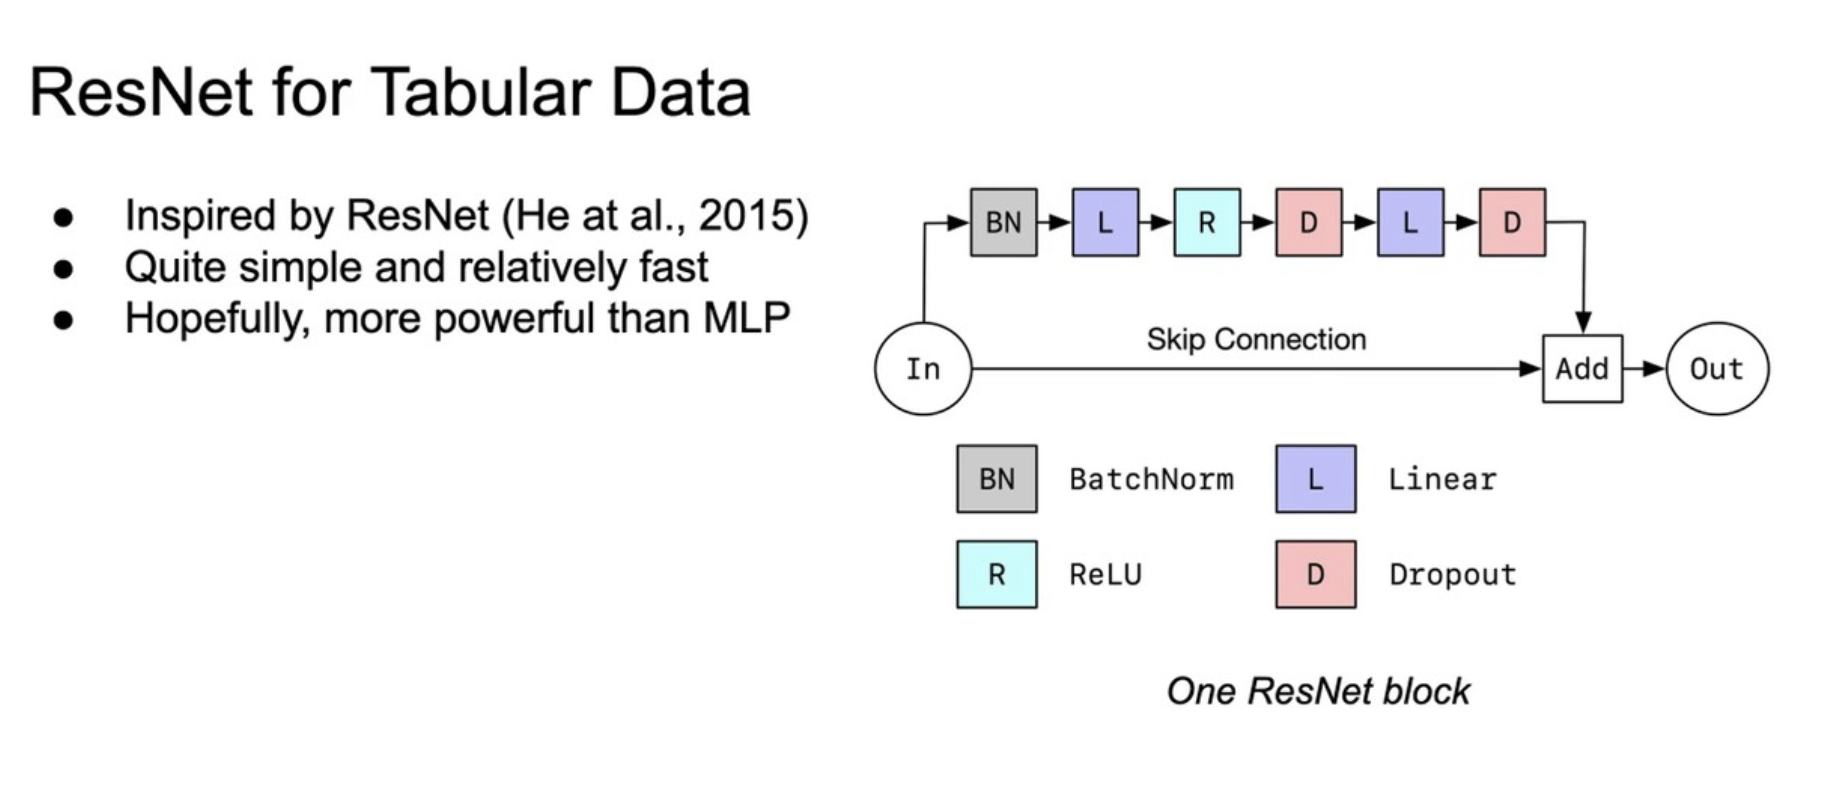 ResNet for Tabular Data
● Inspired by ResNet (He at al., 2015)
● Quite simple and relatively fast
● Hopefully, more powerful than MLP
BN L R D L D
Skip Connection
In Add Out
BN BatchNorm L Linear
R ReLU D Dropout
One ResNet block